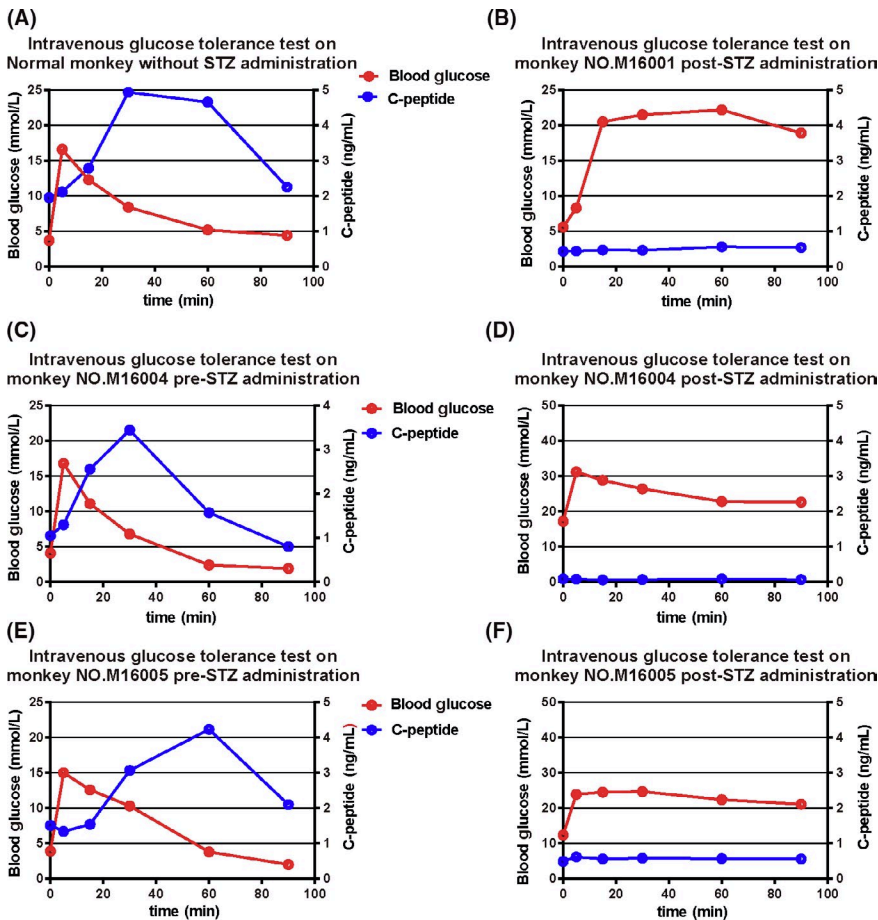 (A)
Intravenous glucose tolerance test on
Normal monkey without STZ administration
Blood glucose
C-peptide
Blood glucose (mmol/L)
25
20
15
10
5
0
C-peptide (ng/mL)
5
4
3
2
1
0
0 20 40 60 80 100
time (min)
(B)
Intravenous glucose tolerance test on
monkey NO.M16001 post-STZ administration
Blood glucose (mmol/L)
25
20
15
10
5
0
C-peptide (ng/mL)
5
4
3
2
1
0
0 20 40 60 80 100
time (min)
(C)
Intravenous glucose tolerance test on
monkey NO.M16004 pre-STZ administration
Blood glucose
C-peptide
Blood glucose (mmol/L)
25
20
15
10
5
0
C-peptide (ng/mL)
4
3
2
1
0
0 20 40 60 80 100
time (min)
(D)
Intravenous glucose tolerance test on
monkey NO.M16004 post-STZ administration
Blood glucose (mmol/L)
50
40
30
20
10
0
C-peptide (ng/mL)
5
4
3
2
1
0
0 20 40 60 80 100
time (min)
(E)
Intravenous glucose tolerance test on
monkey NO.M16005 pre-STZ administration
Blood glucose
C-peptide
Blood glucose (mmol/L)
25
20
15
10
5
0
C-peptide (ng/mL)
5
4
3
2
1
0
0 20 40 60 80 100
time (min)
(F)
Intravenous glucose tolerance test on
monkey NO.M16005 post-STZ administration
Blood glucose (mmol/L)
50
40
30
20
10
0
C-peptide (ng/mL)
5
4
3
2
1
0
0 20 40 60 80 100
time (min)